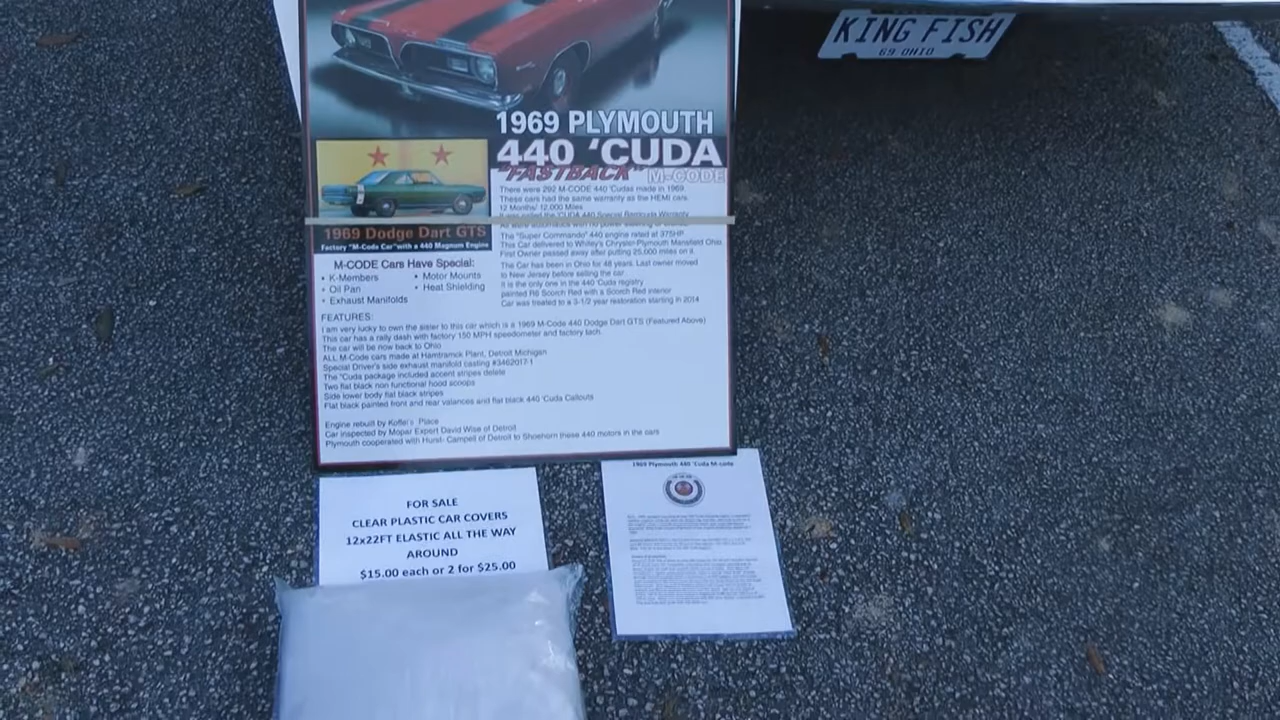 KING FISH
69 OHIO
1969 PLYMOUTH
440 'CUDA
"FASTBACK" M-CODE
There were 292 M-CODE 440 'Cudas made in 1969
These cars had the same warranty as the HEMI cars
12 Months/ 12,000 Miles
The "Super Commando" 440 engine rated at 375HP
This Car delivered to Whitey's Chrysler-Plymouth Mansfield Ohio
First Owner passed away after putting 25,000 miles on it.
The Car has been in Ohio for 48 years. Last owner moved
to New Jersey before selling the car
It is the only one in the 440 'Cuda registry
painted R6 Scorch Red with a Scorch Red interior
Car was treated to a 3-1/2 year restoration starting in 2014
1969 Dodge Dart GTS
Factory "M-Code Car" with a 440 Magnum Engine
M-CODE Cars Have Special:
• K-Members
• Oil Pan
• Exhaust Manifolds
• Motor Mounts
• Heat Shielding
FEATURES:
I am very lucky to own the sister to this car which is a 1969 M-Code 440 Dodge Dart GTS (Featured Above)
This car has a rally dash with factory 150 MPH speedometer and factory tach.
The car will be now back to Ohio
ALL M-Code cars made at Hamtramck Plant, Detroit Michigan
Special Driver's side exhaust manifold casting #3462017-1
The "Cuda package included accent stripes delete
Two flat black non functional hood scoops
Side lower body flat black stripes
Flat black painted front and rear valances and flat black 440 'Cuda Callouts
Engine rebuilt by Koffel's Place
Car inspected by Mopar Expert David Wise of Detroit
Plymouth cooperated with Hurst- Campell of Detroit to Shoehorn these 440 motors in the cars
FOR SALE
CLEAR PLASTIC CAR COVERS
12x22FT ELASTIC ALL THE WAY
AROUND
$15.00 each or 2 for $25.00
1969 Plymouth 440 'Cuda M-code